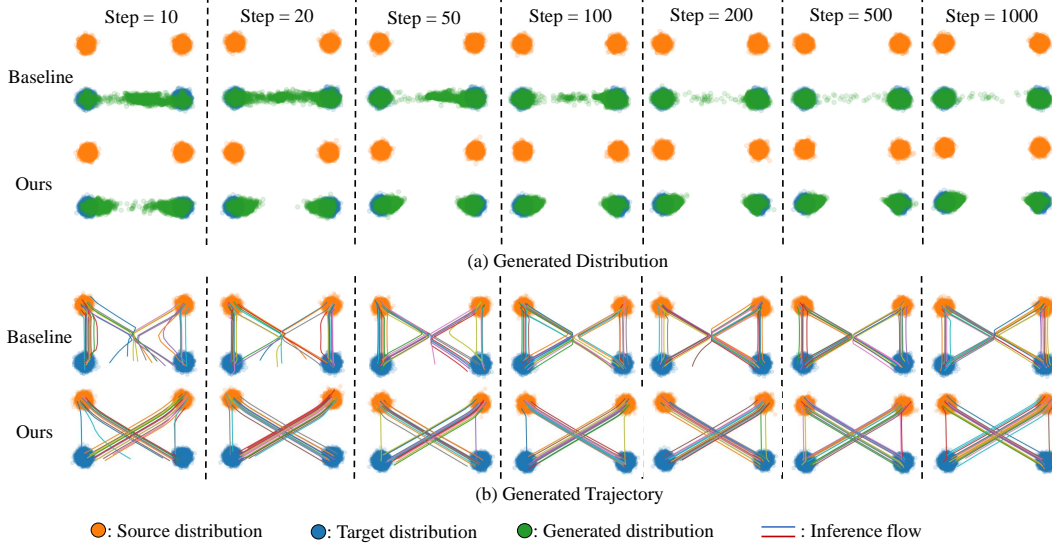 Step = 10 Step = 20 Step = 50 Step = 100 Step = 200 Step = 500 Step = 1000
Baseline
Ours
(a) Generated Distribution
Baseline
Ours
(b) Generated Trajectory
: Source distribution : Target distribution : Generated distribution : Inference flow